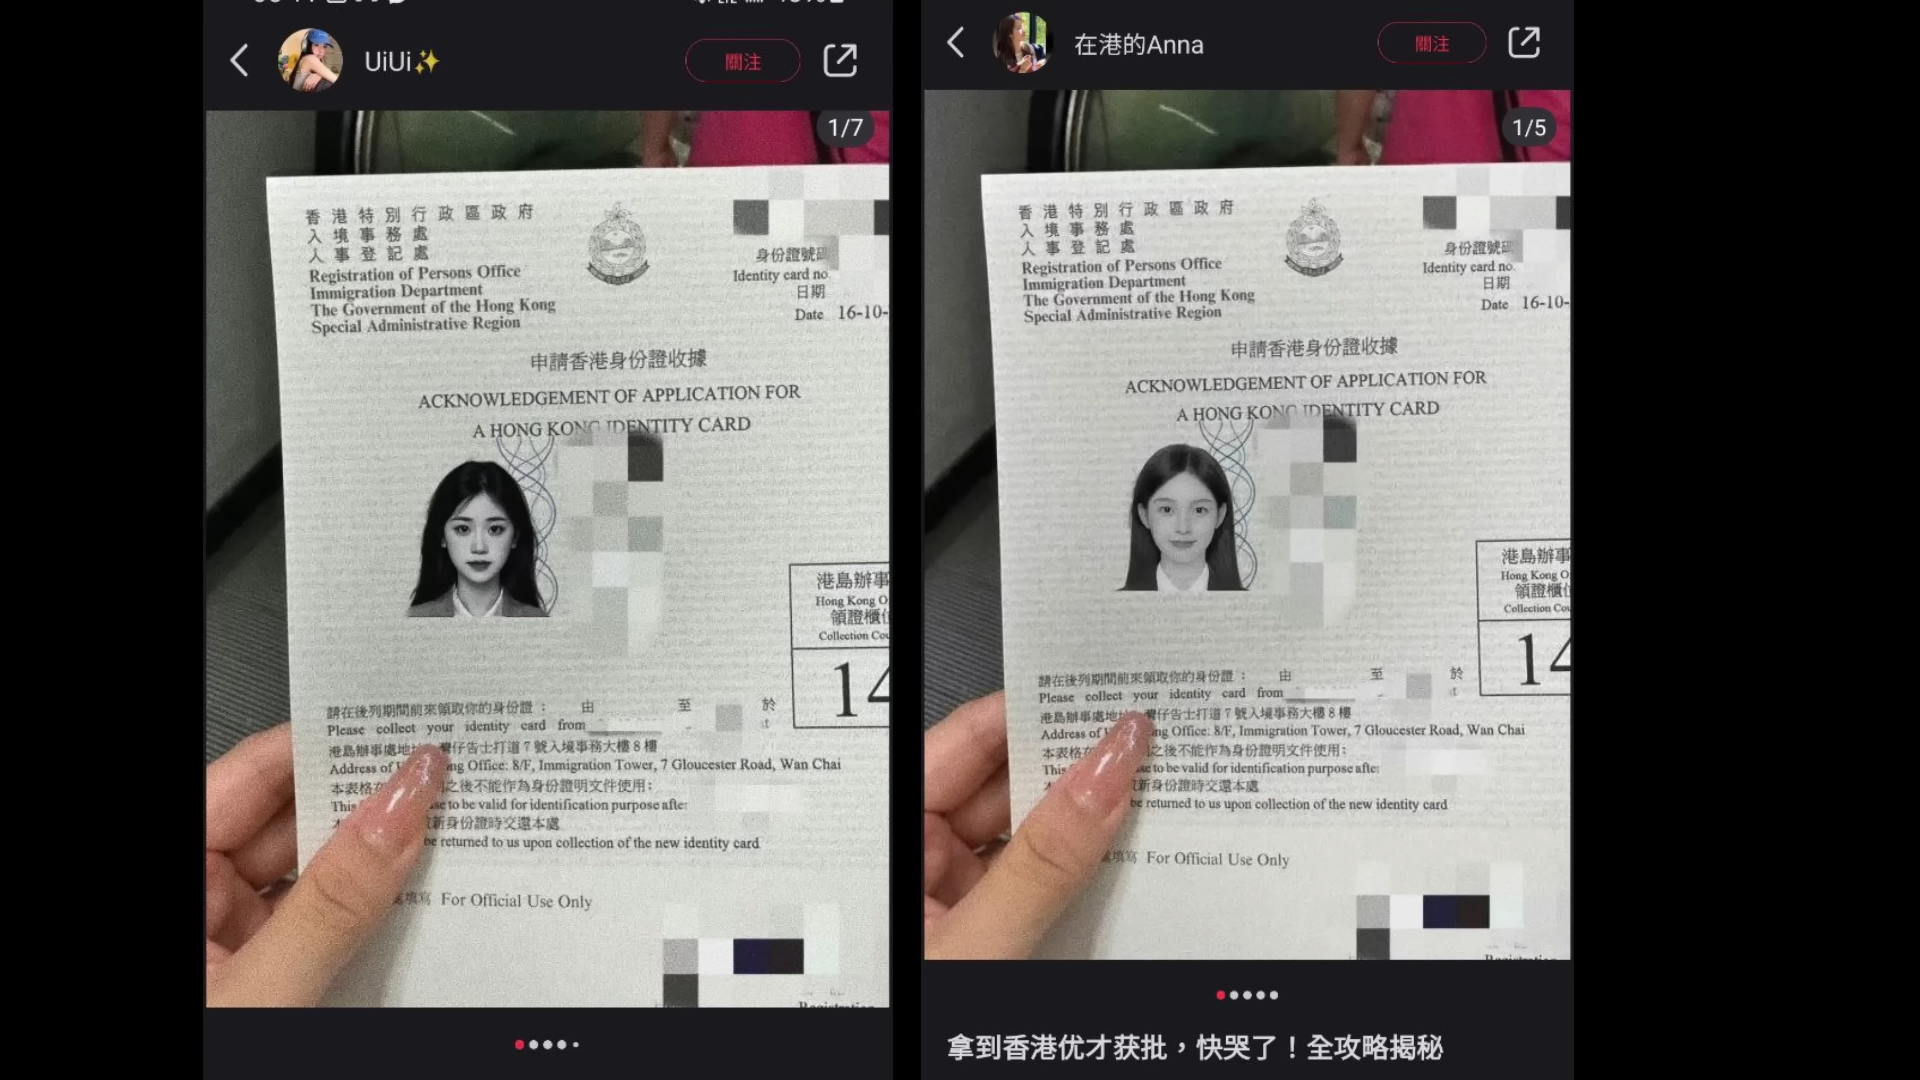 UiUi✨
關注
1/7
香港特別行政區政府
入境事務處
人事登記處
Registration of Persons Office
Immigration Department
The Government of the Hong Kong
Special Administrative Region
身份證號碼
Identity card no.
日期
Date 16-10-
申請香港身份證收據
ACKNOWLEDGEMENT OF APPLICATION FOR
A HONG KONG IDENTITY CARD
港島辦事
Hong Kong O
領證櫃位
Collection Cou
14
請在後列期間前來領取你的身份證： 由 至 於
Please collect your identity card from
港島辦事處地址 灣仔告士打道7號入境事務大樓8樓
Address of ng Office: 8/F, Immigration Tower, 7 Gloucester Road, Wan Chai
本表格在 之後不能作為身份證明文件使用：
This to be valid for identification purpose after
新身份證時交還本處
be returned to us upon collection of the new identity card
填寫 For Official Use Only
在港的Anna
關注
1/5
香港特別行政區政府
入境事務處
人事登記處
Registration of Persons Office
Immigration Department
The Government of the Hong Kong
Special Administrative Region
身份證號碼
Identity card no.
日期
Date 16-10-
申請香港身份證收據
ACKNOWLEDGEMENT OF APPLICATION FOR
A HONG KONG IDENTITY CARD
港島辦事
Hong Kong O
領證櫃位
Collection Cou
14
請在後列期間前來領取你的身份證： 由 至 於
Please collect your identity card from
港島辦事處地址 灣仔告士打道7號入境事務大樓8樓
Address of ng Office: 8/F, Immigration Tower, 7 Gloucester Road, Wan Chai
本表格在 之後不能作為身份證明文件使用：
This to be valid for identification purpose after
新身份證時交還本處
be returned to us upon collection of the new identity card
填寫 For Official Use Only
拿到香港优才获批，快哭了！全攻略揭秘